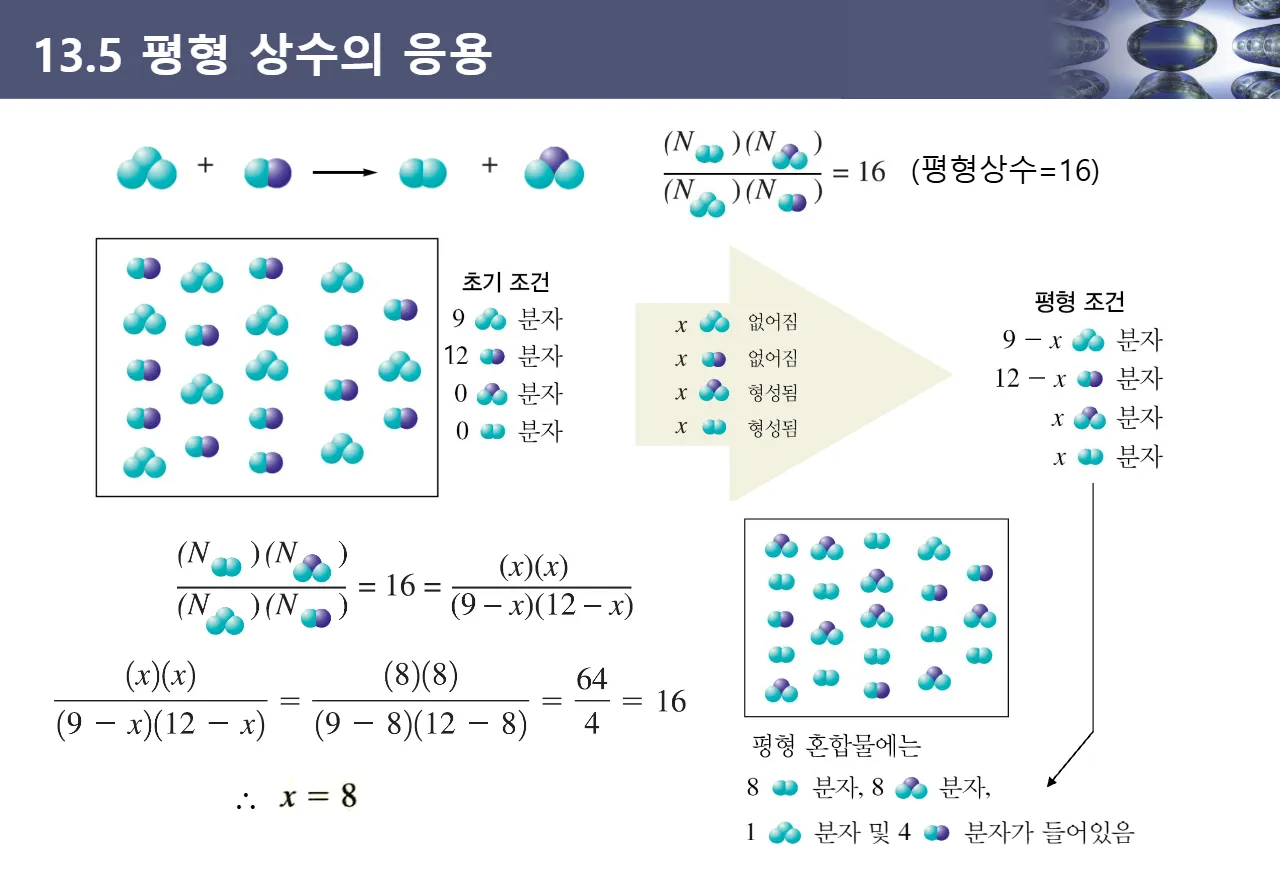 13.5 평형 상수의 응용
+ +
(N )(N )
(N )(N )
= 16 (평형상수=16)
초기 조건
9 분자
12 분자
0 분자
0 분자
x 없어짐
x 없어짐
x 형성됨
x 형성됨
평형 조건
9 − x 분자
12 − x 분자
x 분자
x 분자
(N )(N )
(N )(N )
= 16 =
(x)(x)
(9 − x)(12 − x)
(x)(x)
(9 − x)(12 − x)
=
(8)(8)
(9 − 8)(12 − 8)
=
64
4
= 16
∴ x = 8
평형 혼합물에는
8 분자, 8 분자,
1 분자 및 4 분자가 들어있음